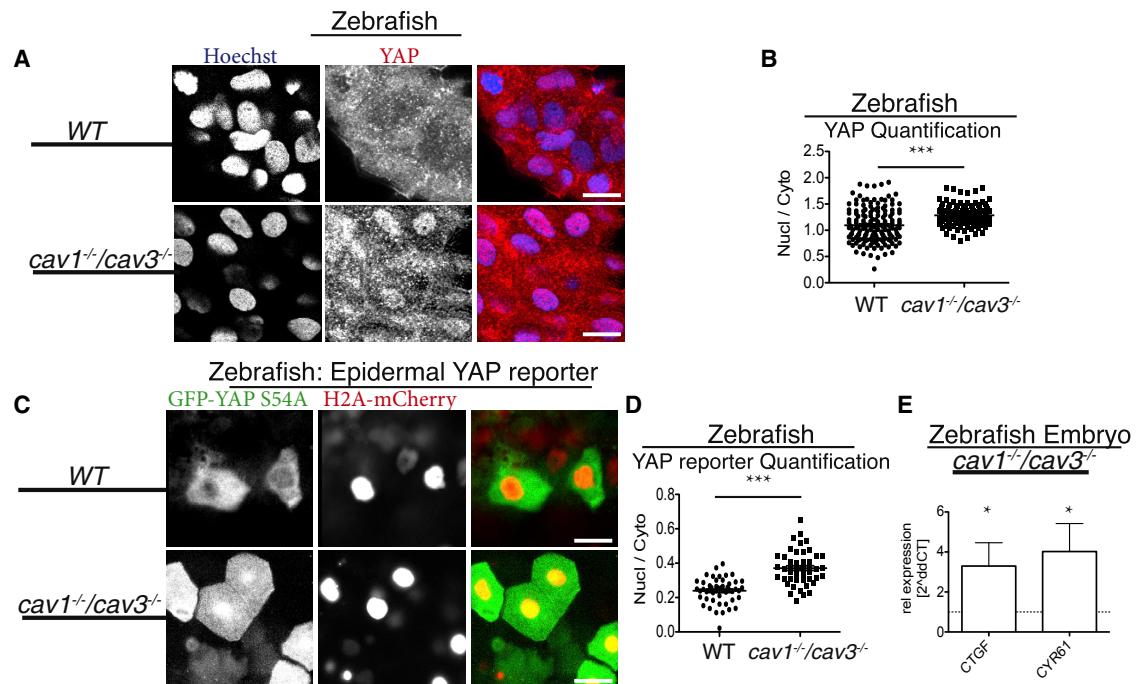 Zebrafish
A
Hoechst YAP
WT
cav1-/-/cav3-/-
B
Zebrafish
YAP Quantification
***
2.5
2.0
1.5
1.0
0.5
0.0
Nucl / Cyto
WT cav1-/-/cav3-/-
Zebrafish: Epidermal YAP reporter
C
GFP-YAP S54A H2A-mCherry
WT
cav1-/-/cav3-/-
D
Zebrafish
YAP reporter Quantification
***
0.8
0.6
0.4
0.2
0.0
Nucl / Cyto
WT cav1-/-/cav3-/-
E
Zebrafish Embryo
cav1-/-/cav3-/-
* *
6
4
2
0
rel expression
[2^ddCT]
CTGF
CYR61